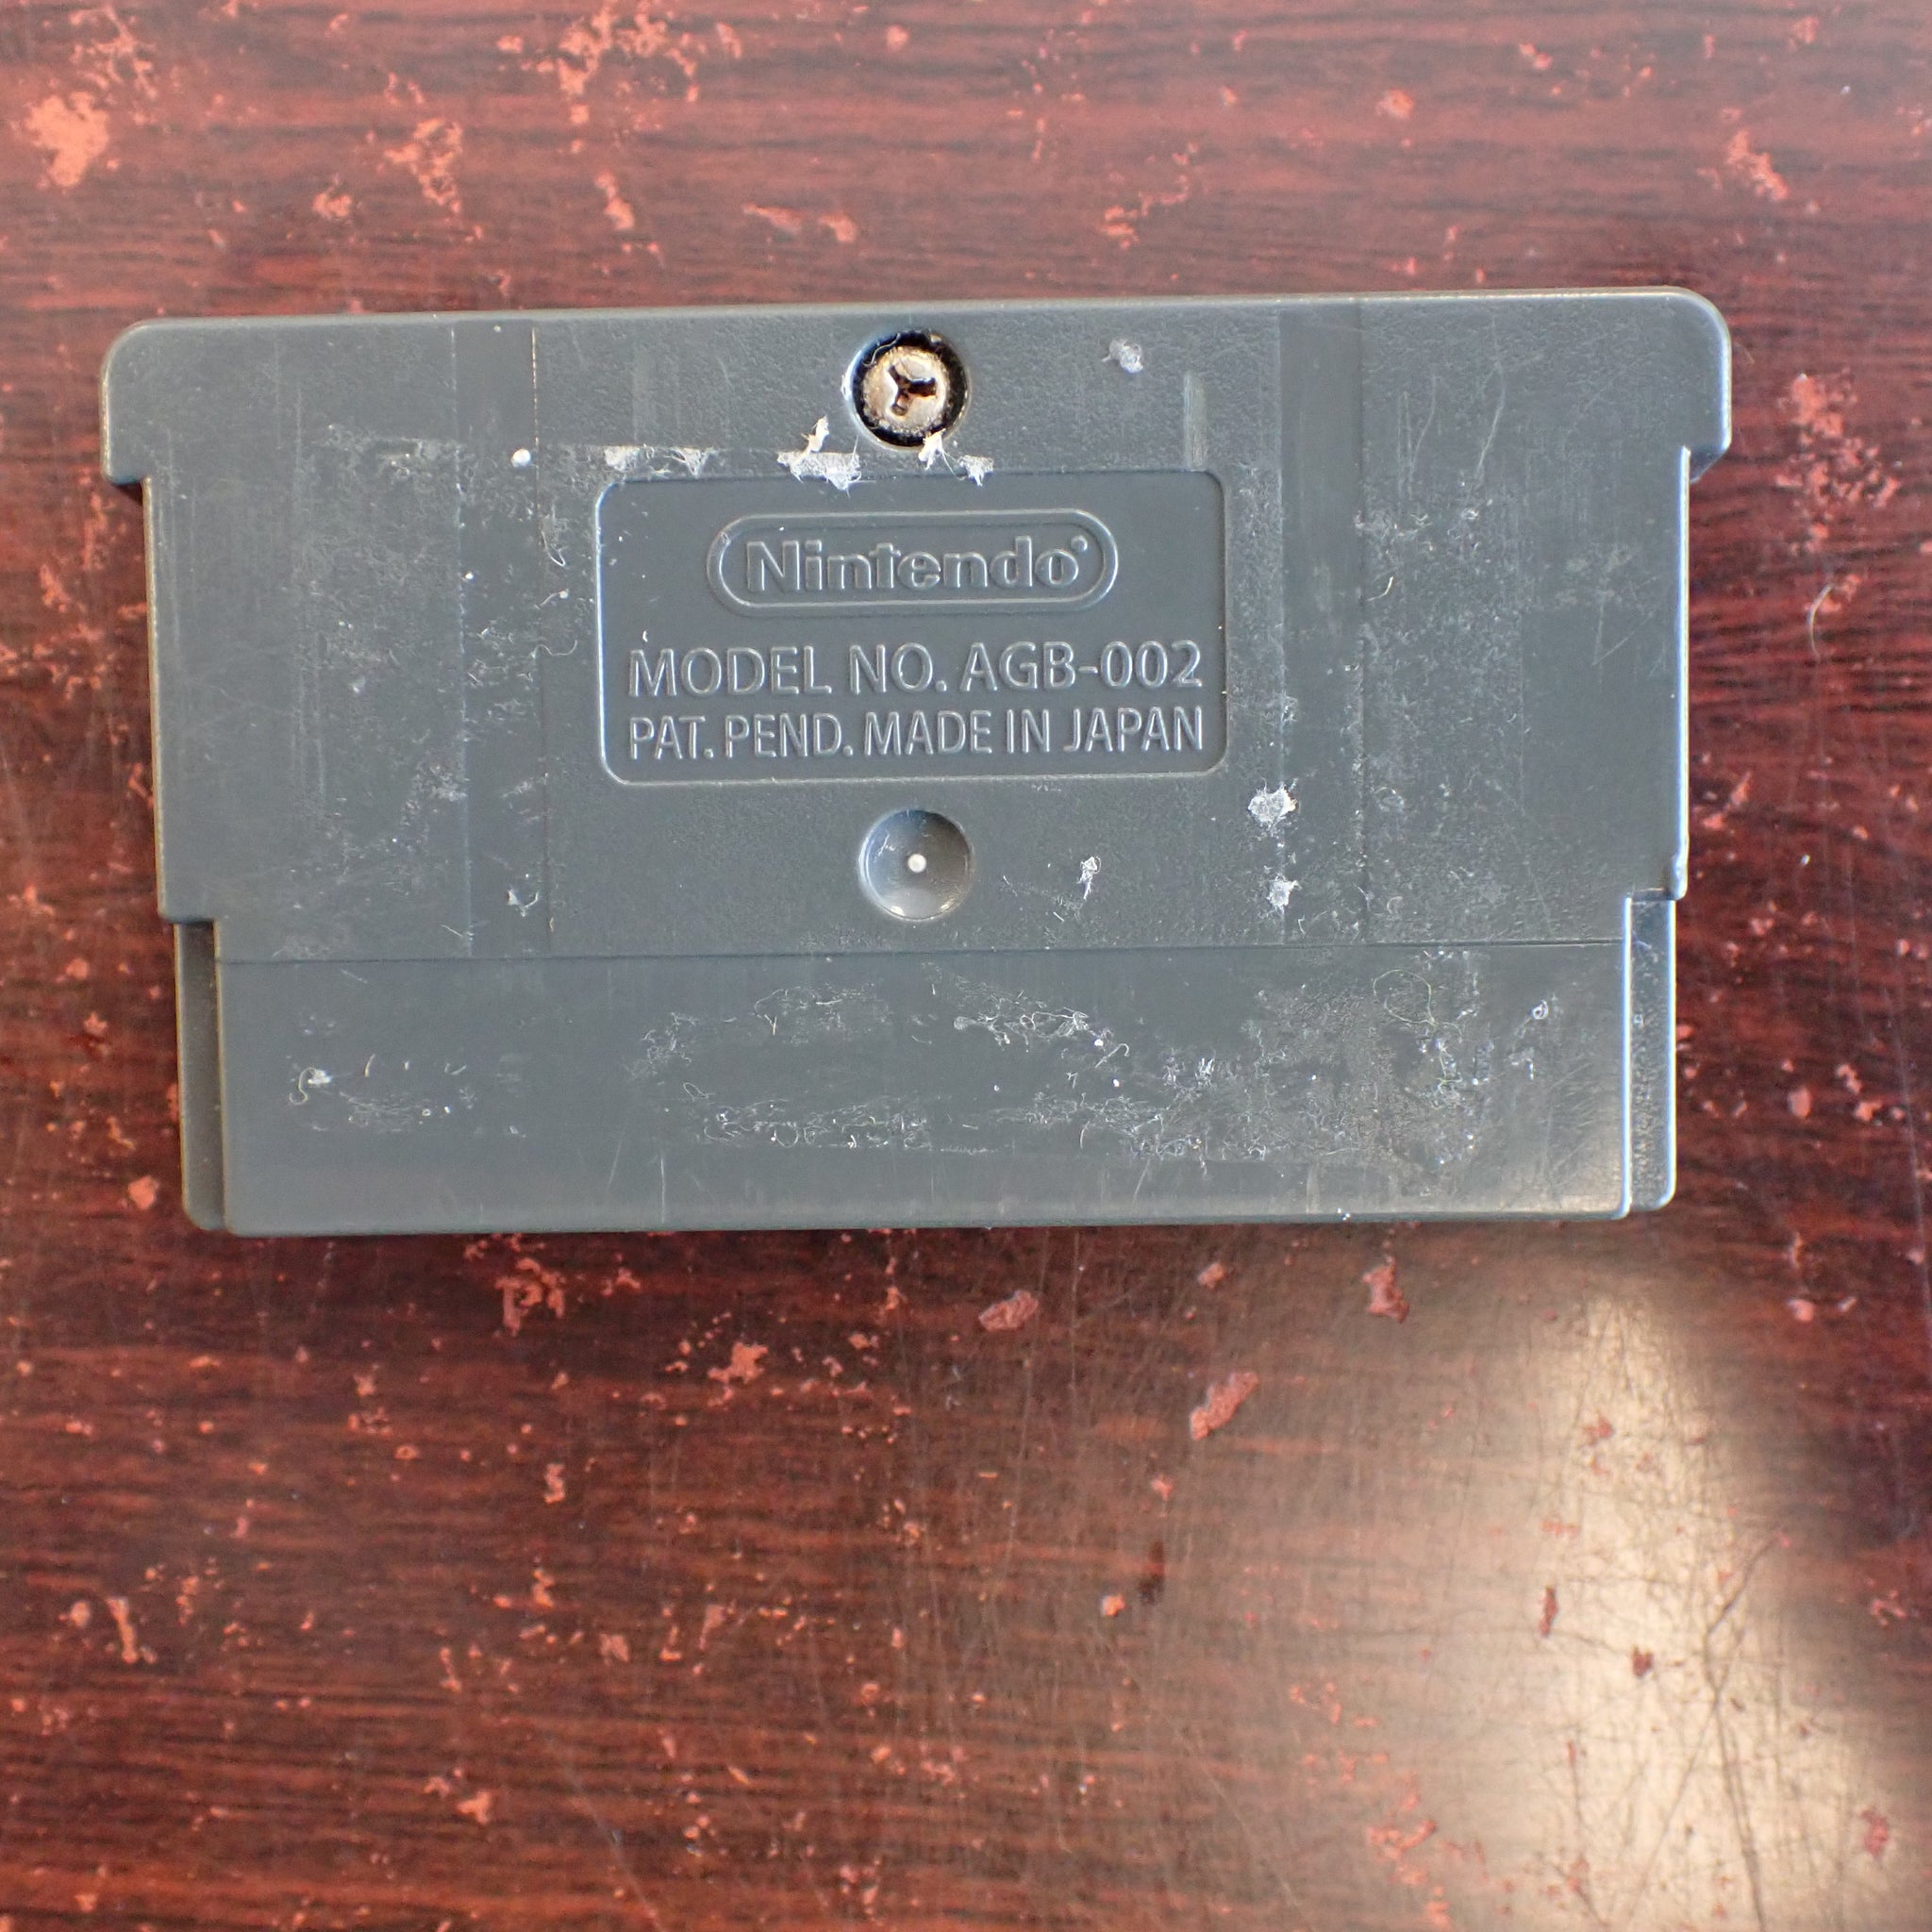 Nintendo®
MODEL NO. AGB-002
PAT. PEND. MADE IN JAPAN